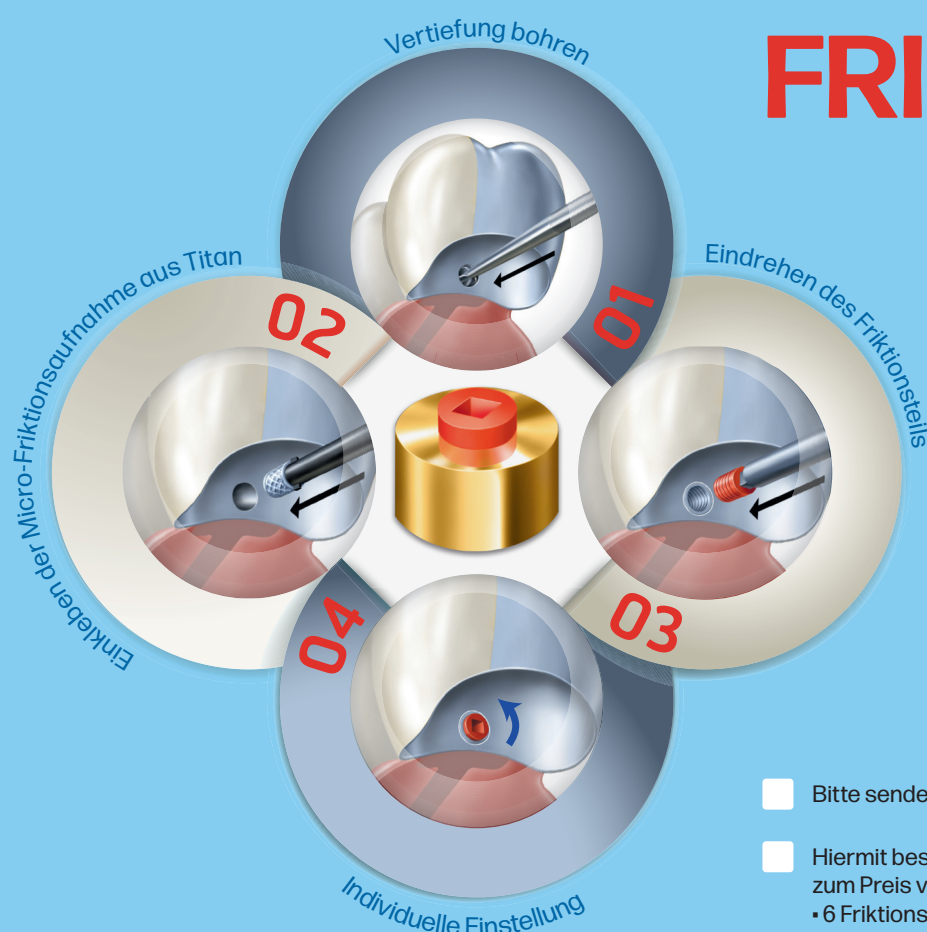 FRI
Vertiefung bohren
01
Einkleben der Micro-Friktionsaufnahme aus Titan
02
Eindrehen des Friktionsteils
03
04
Individuelle Einstellung
Bitte sende
Hiermit bes
zum Preis v
▪ 6 Friktions